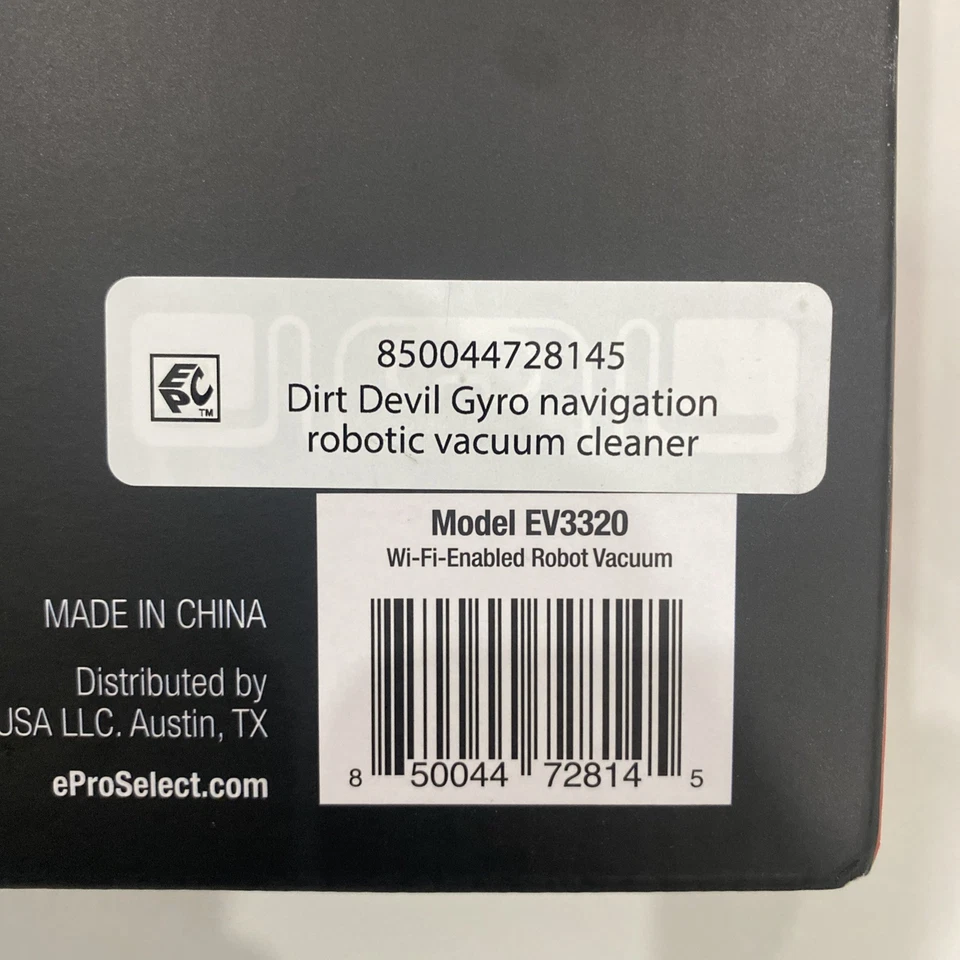 EPC™
850044728145
Dirt Devil Gyro navigation
robotic vacuum cleaner
Model EV3320
Wi-Fi-Enabled Robot Vacuum
8 50044 72814 5
MADE IN CHINA
Distributed by
USA LLC. Austin, TX
eProSelect.com